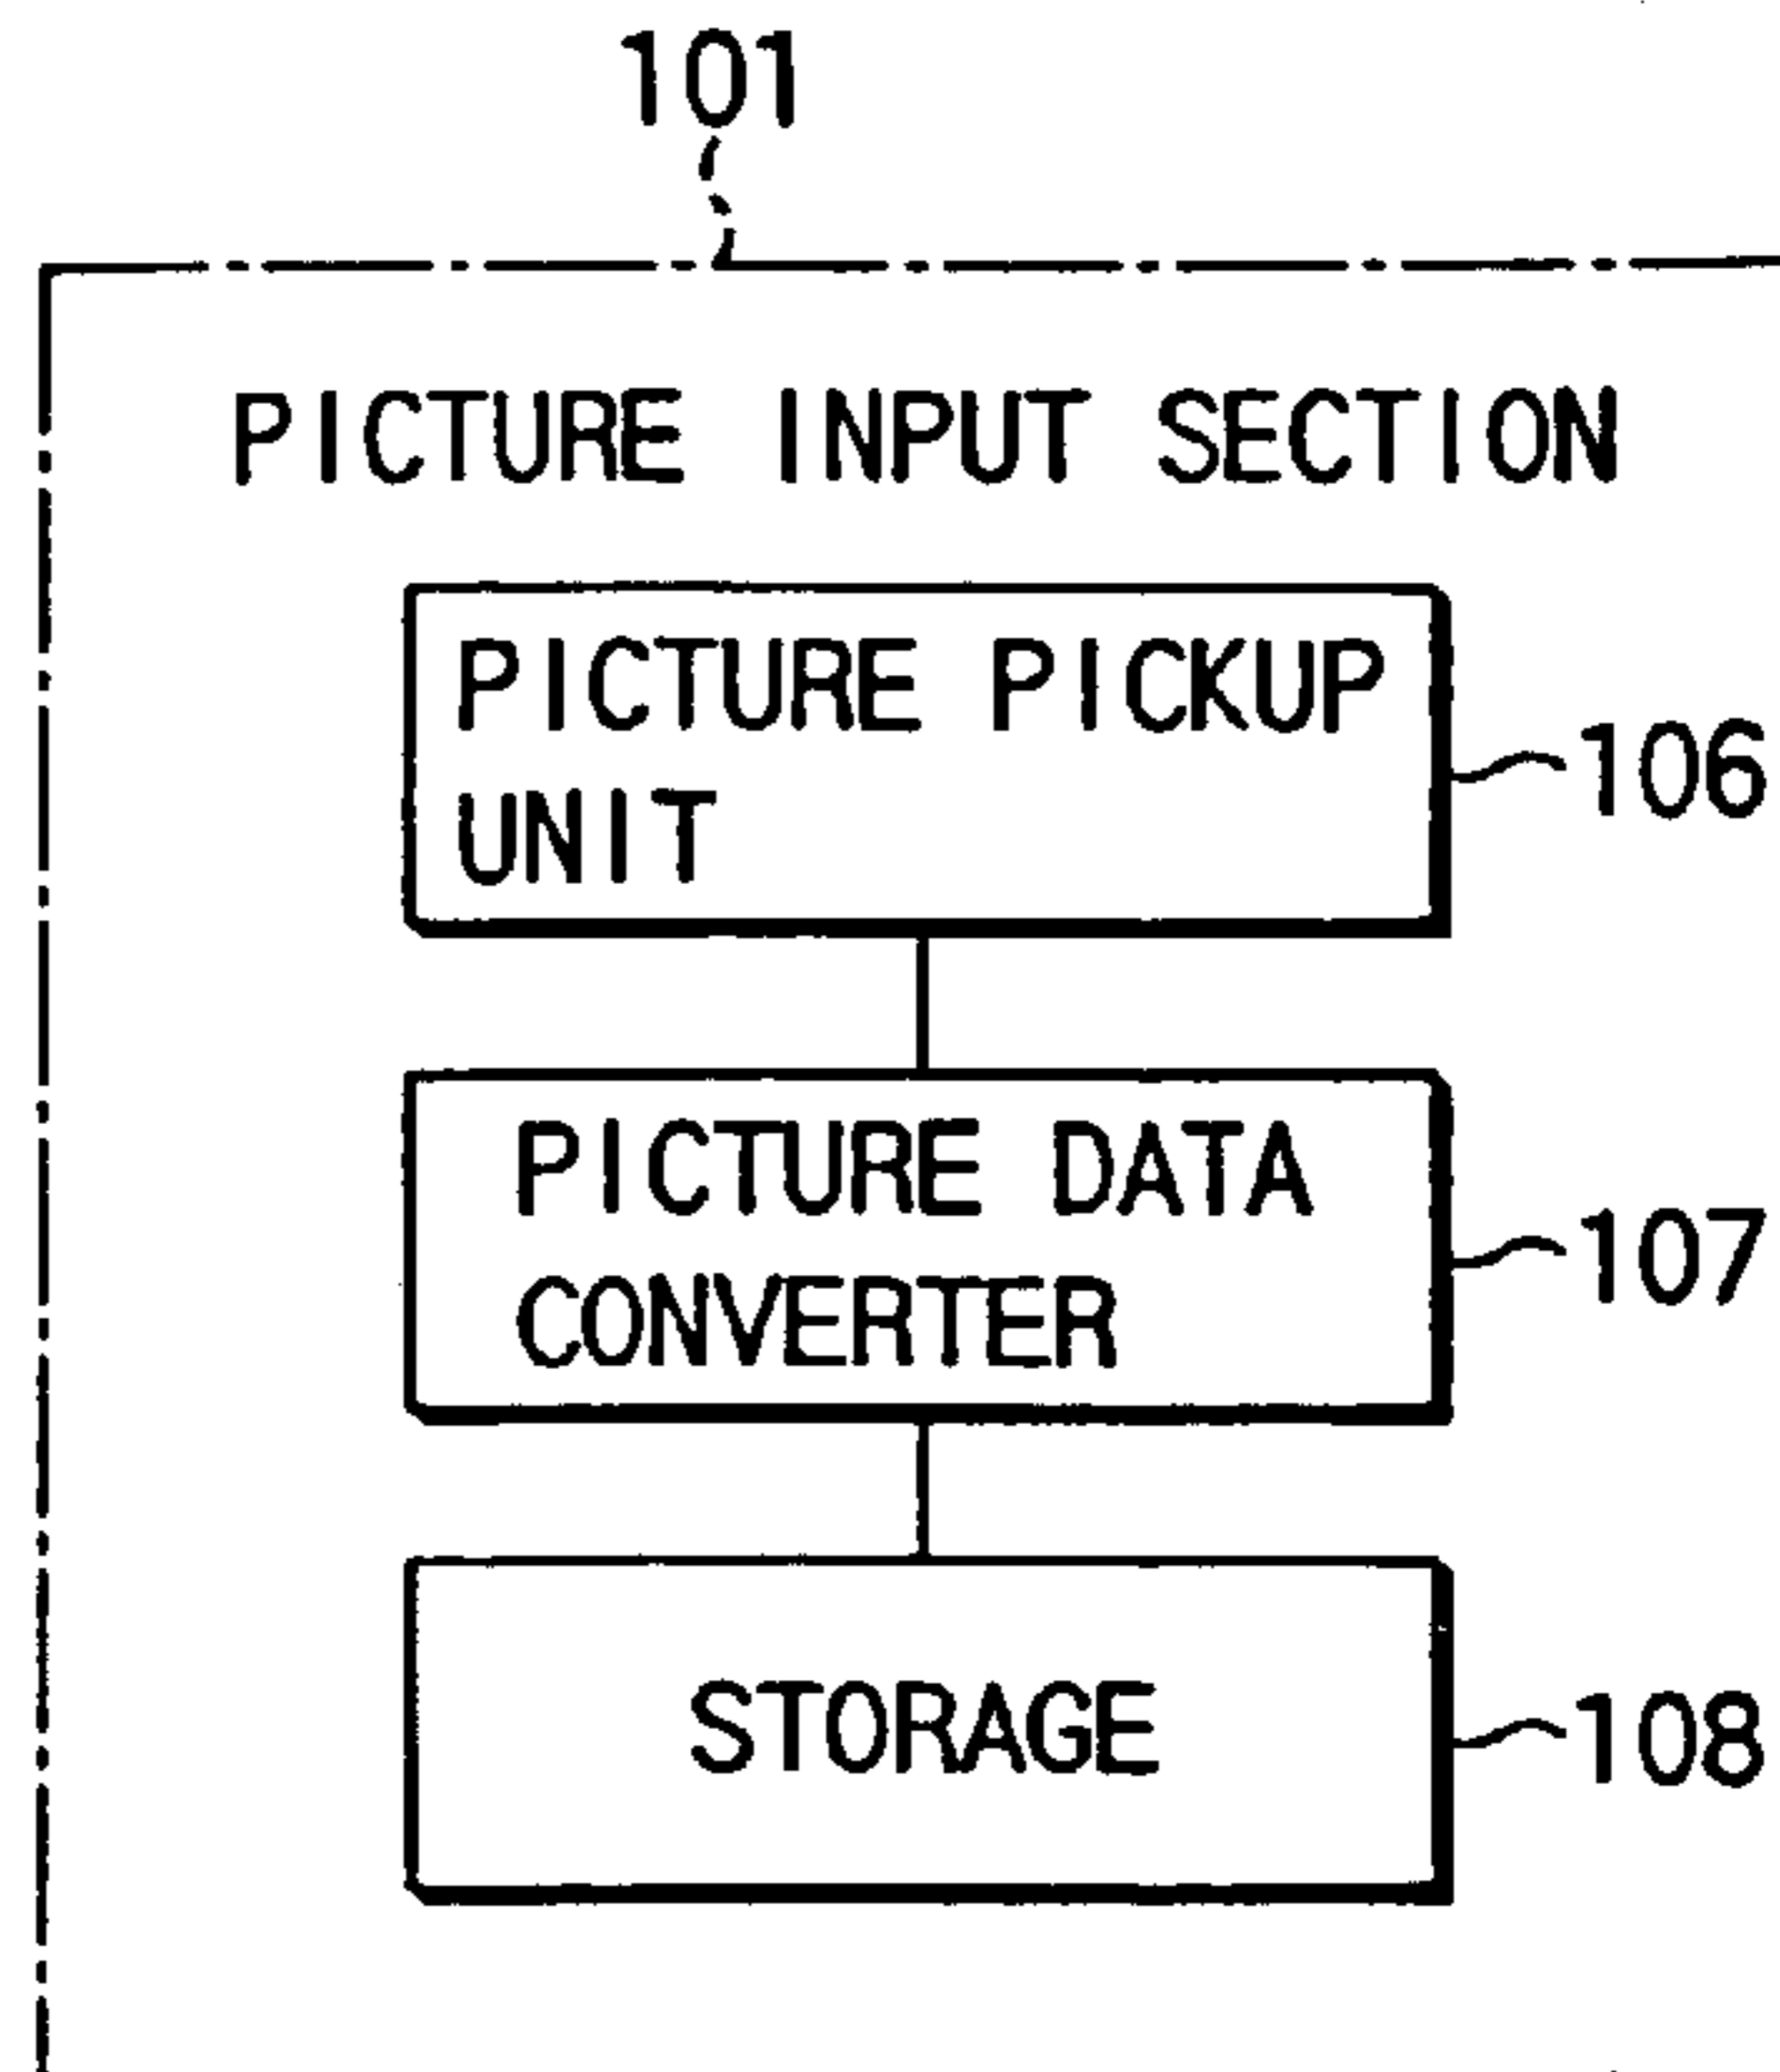 101
PICTURE INPUT SECTION
PICTURE PICKUP
UNIT
106
PICTURE DATA
CONVERTER
107
STORAGE
108